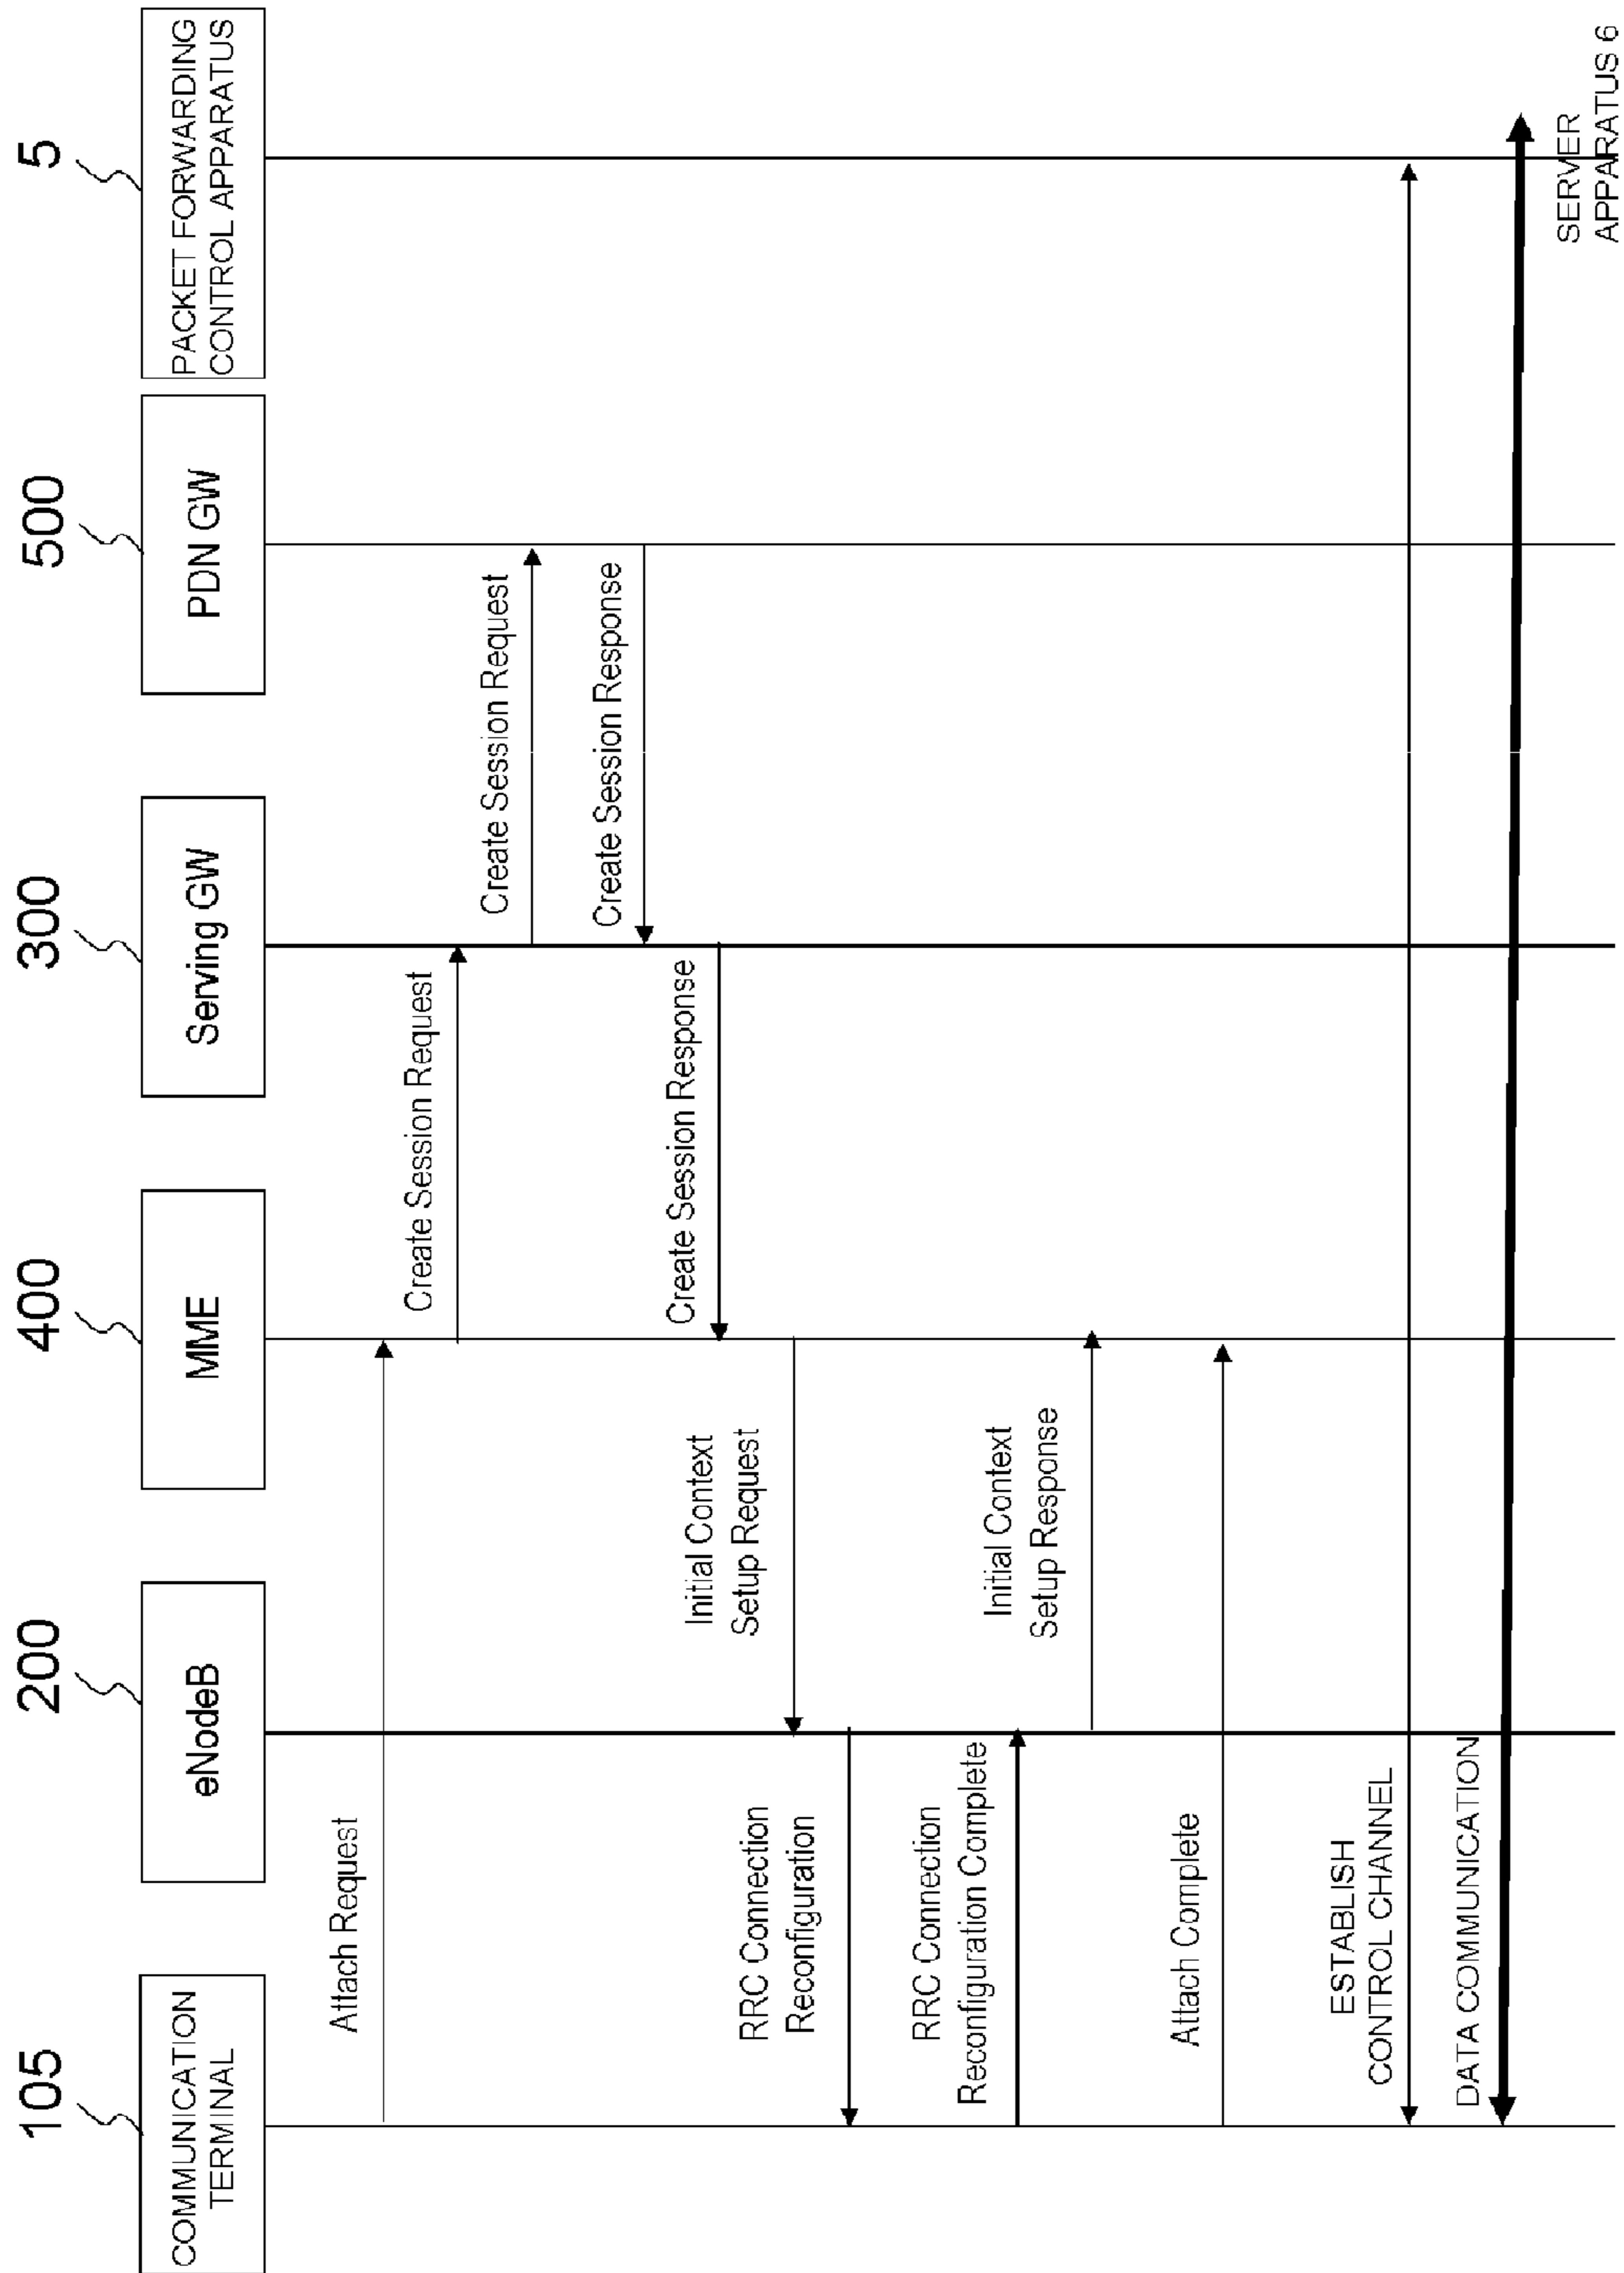 105
200
400
300
500
5
COMMUNICATION
TERMINAL
eNodeB
MME
Serving GW
PDN GW
PACKET FORWARDING
CONTROL APPARATUS
Attach Request
Create Session Request
Create Session Request
Create Session Response
Create Session Response
Initial Context
Setup Request
RRC Connection
Reconfiguration
RRC Connection
Reconfiguration Complete
Initial Context
Setup Response
Attach Complete
ESTABLISH
CONTROL CHANNEL
DATA COMMUNICATION
SERVER
APPARATUS 6